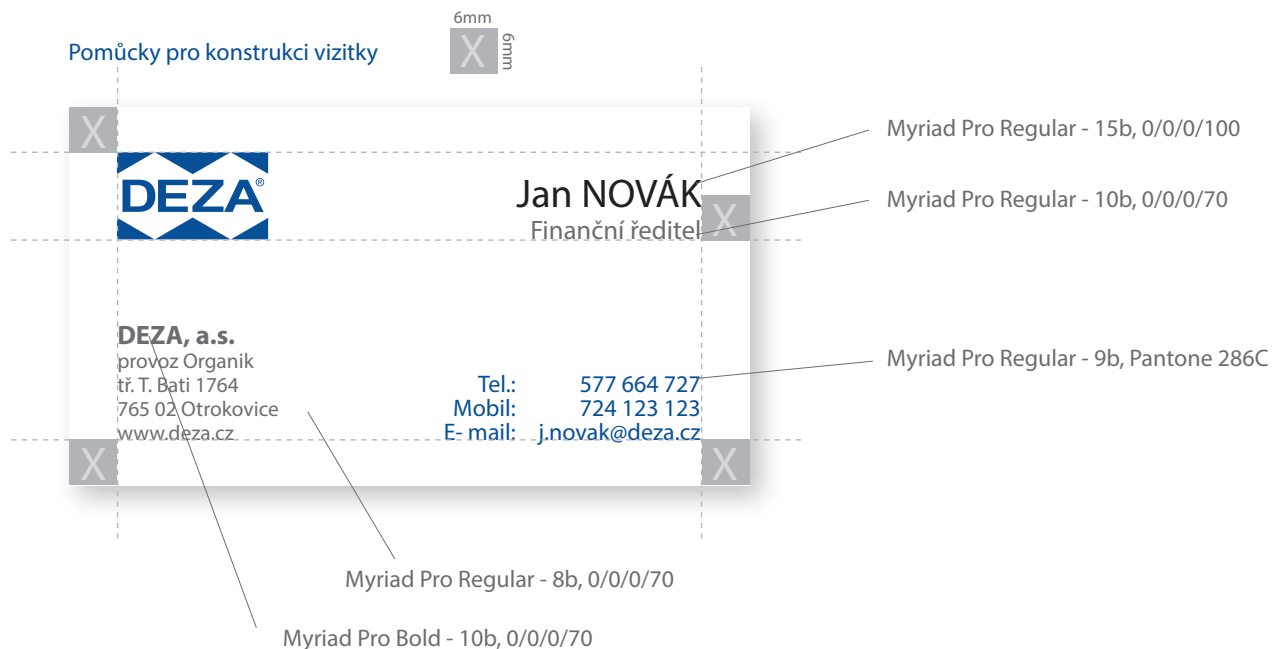 6mm
X
6mm
Pomůcky pro konstrukci vizitky
X
Myriad Pro Regular - 15b, 0/0/0/100
DEZA®
Jan NOVÁK
Myriad Pro Regular - 10b, 0/0/0/70
X
Finanční ředitel
DEZA, a.s.
provoz Organik
tř. T. Bati 1764
765 02 Otrokovice
www.deza.cz
Tel.: 577 664 727
Mobil: 724 123 123
E- mail: j.novak@deza.cz
Myriad Pro Regular - 9b, Pantone 286C
X
X
Myriad Pro Regular - 8b, 0/0/0/70
Myriad Pro Bold - 10b, 0/0/0/70